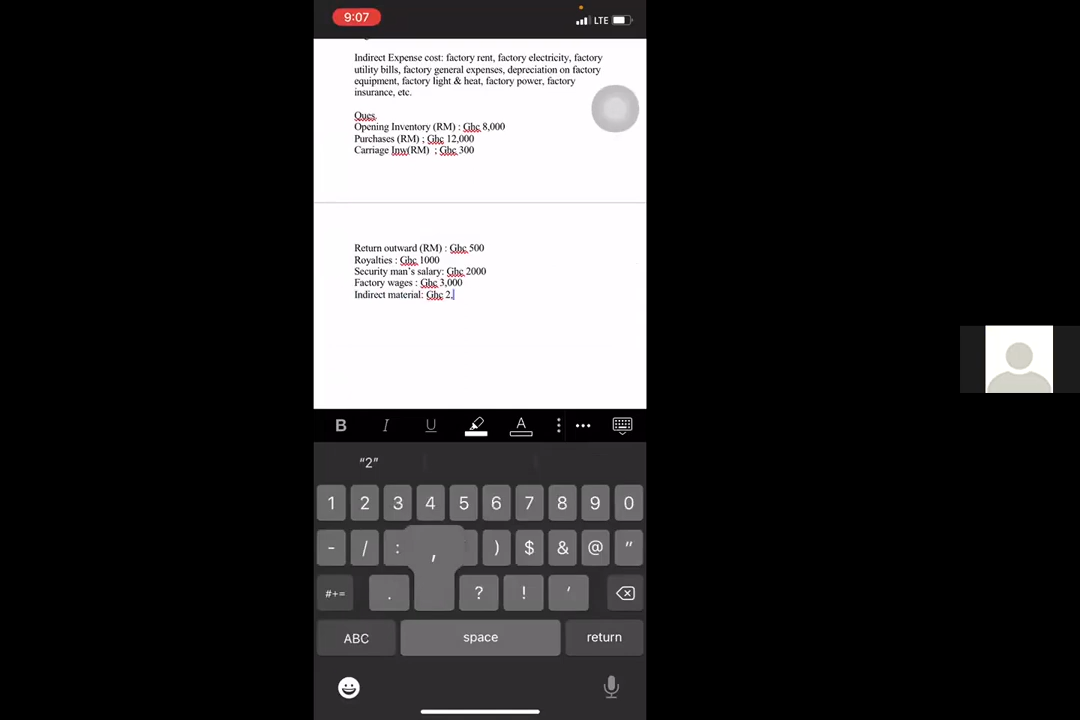 9:07
LTE
Indirect Expense cost: factory rent, factory electricity, factory
utility bills, factory general expenses, depreciation on factory
equipment, factory light & heat, factory power, factory
insurance, etc.
Ques.
Opening Inventory (RM) : Ghc 8,000
Purchases (RM) ; Ghc 12,000
Carriage Inw(RM) ; Ghc 300
Return outward (RM) : Ghc 500
Royalties : Ghc 1000
Security man's salary: Ghc 2000
Factory wages : Ghc 3,000
Indirect material: Ghc 2,
B I U A
"2"
1 2 3 4 5 6 7 8 9 0
- / : , ) $ & @ "
#+= . ? ! '
ABC space return